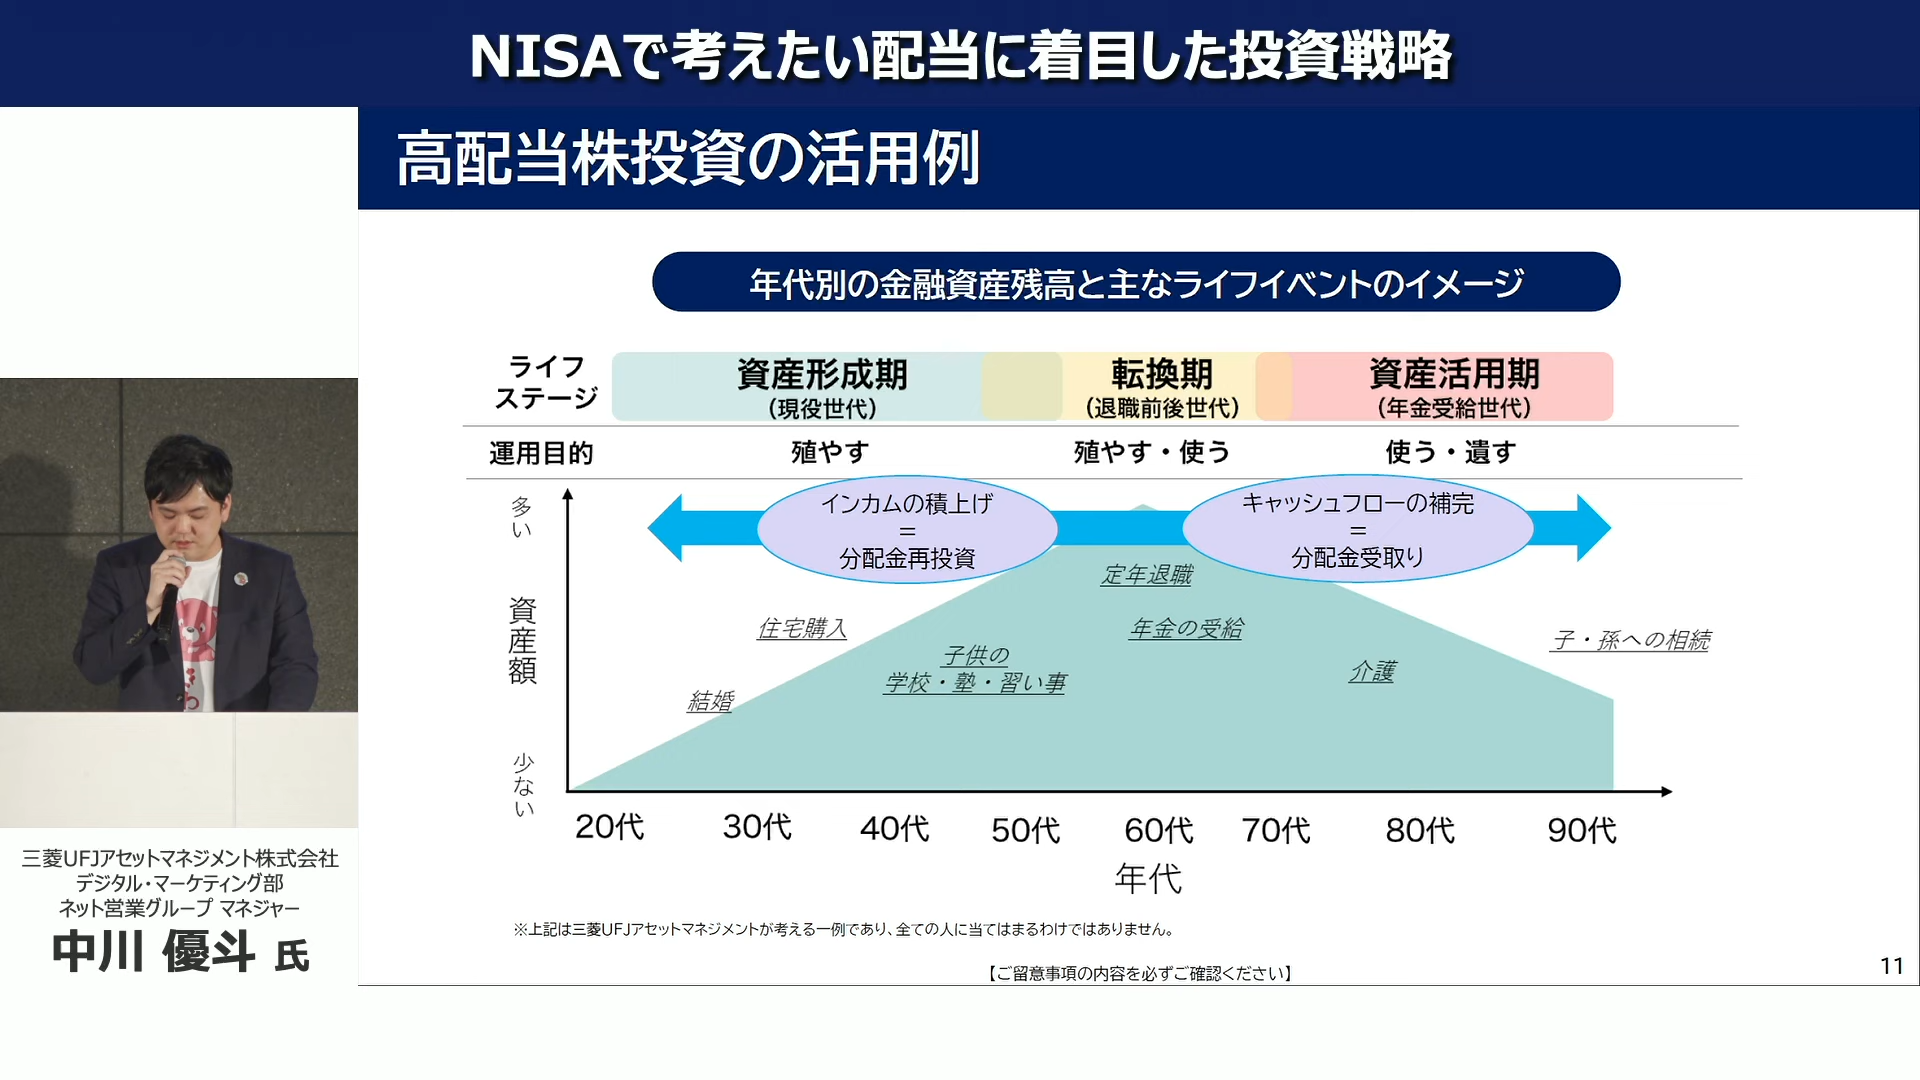 NISAで考えたい配当に着目した投資戦略
高配当株投資の活用例
年代別の金融資産残高と主なライフイベントのイメージ
ライフ
ステージ
資産形成期
（現役世代）
転換期
（退職前後世代）
資産活用期
（年金受給世代）
運用目的
殖やす
殖やす・使う
使う・遺す
多い
資産額
少ない
インカムの積上げ
＝
分配金再投資
キャッシュフローの補完
＝
分配金受取り
定年退職
住宅購入
年金の受給
子・孫への相続
子供の
学校・塾・習い事
介護
結婚
20代
30代
40代
50代
60代
70代
80代
90代
年代
※上記は三菱UFJアセットマネジメントが考える一例であり、全ての人に当てはまるわけではありません。
【ご留意事項の内容を必ずご確認ください】
11
三菱UFJアセットマネジメント株式会社
デジタル・マーケティング部
ネット営業グループ マネジャー
中川 優斗 氏